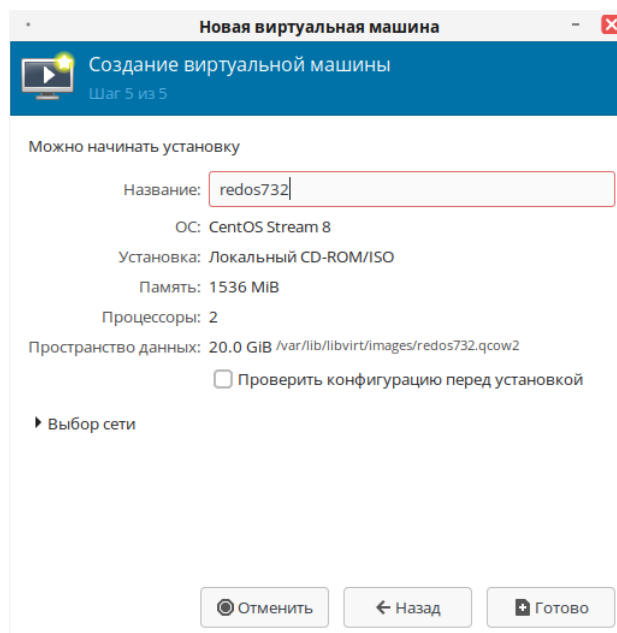 Новая виртуальная машина
Создание виртуальной машины
Шаг 5 из 5
Можно начинать установку
Название: redos732
ОС: CentOS Stream 8
Установка: Локальный CD-ROM/ISO
Память: 1536 MiB
Процессоры: 2
Пространство данных: 20.0 GiB /var/lib/libvirt/images/redos732.qcow2
Проверить конфигурацию перед установкой
Выбор сети
Отменить Назад Готово